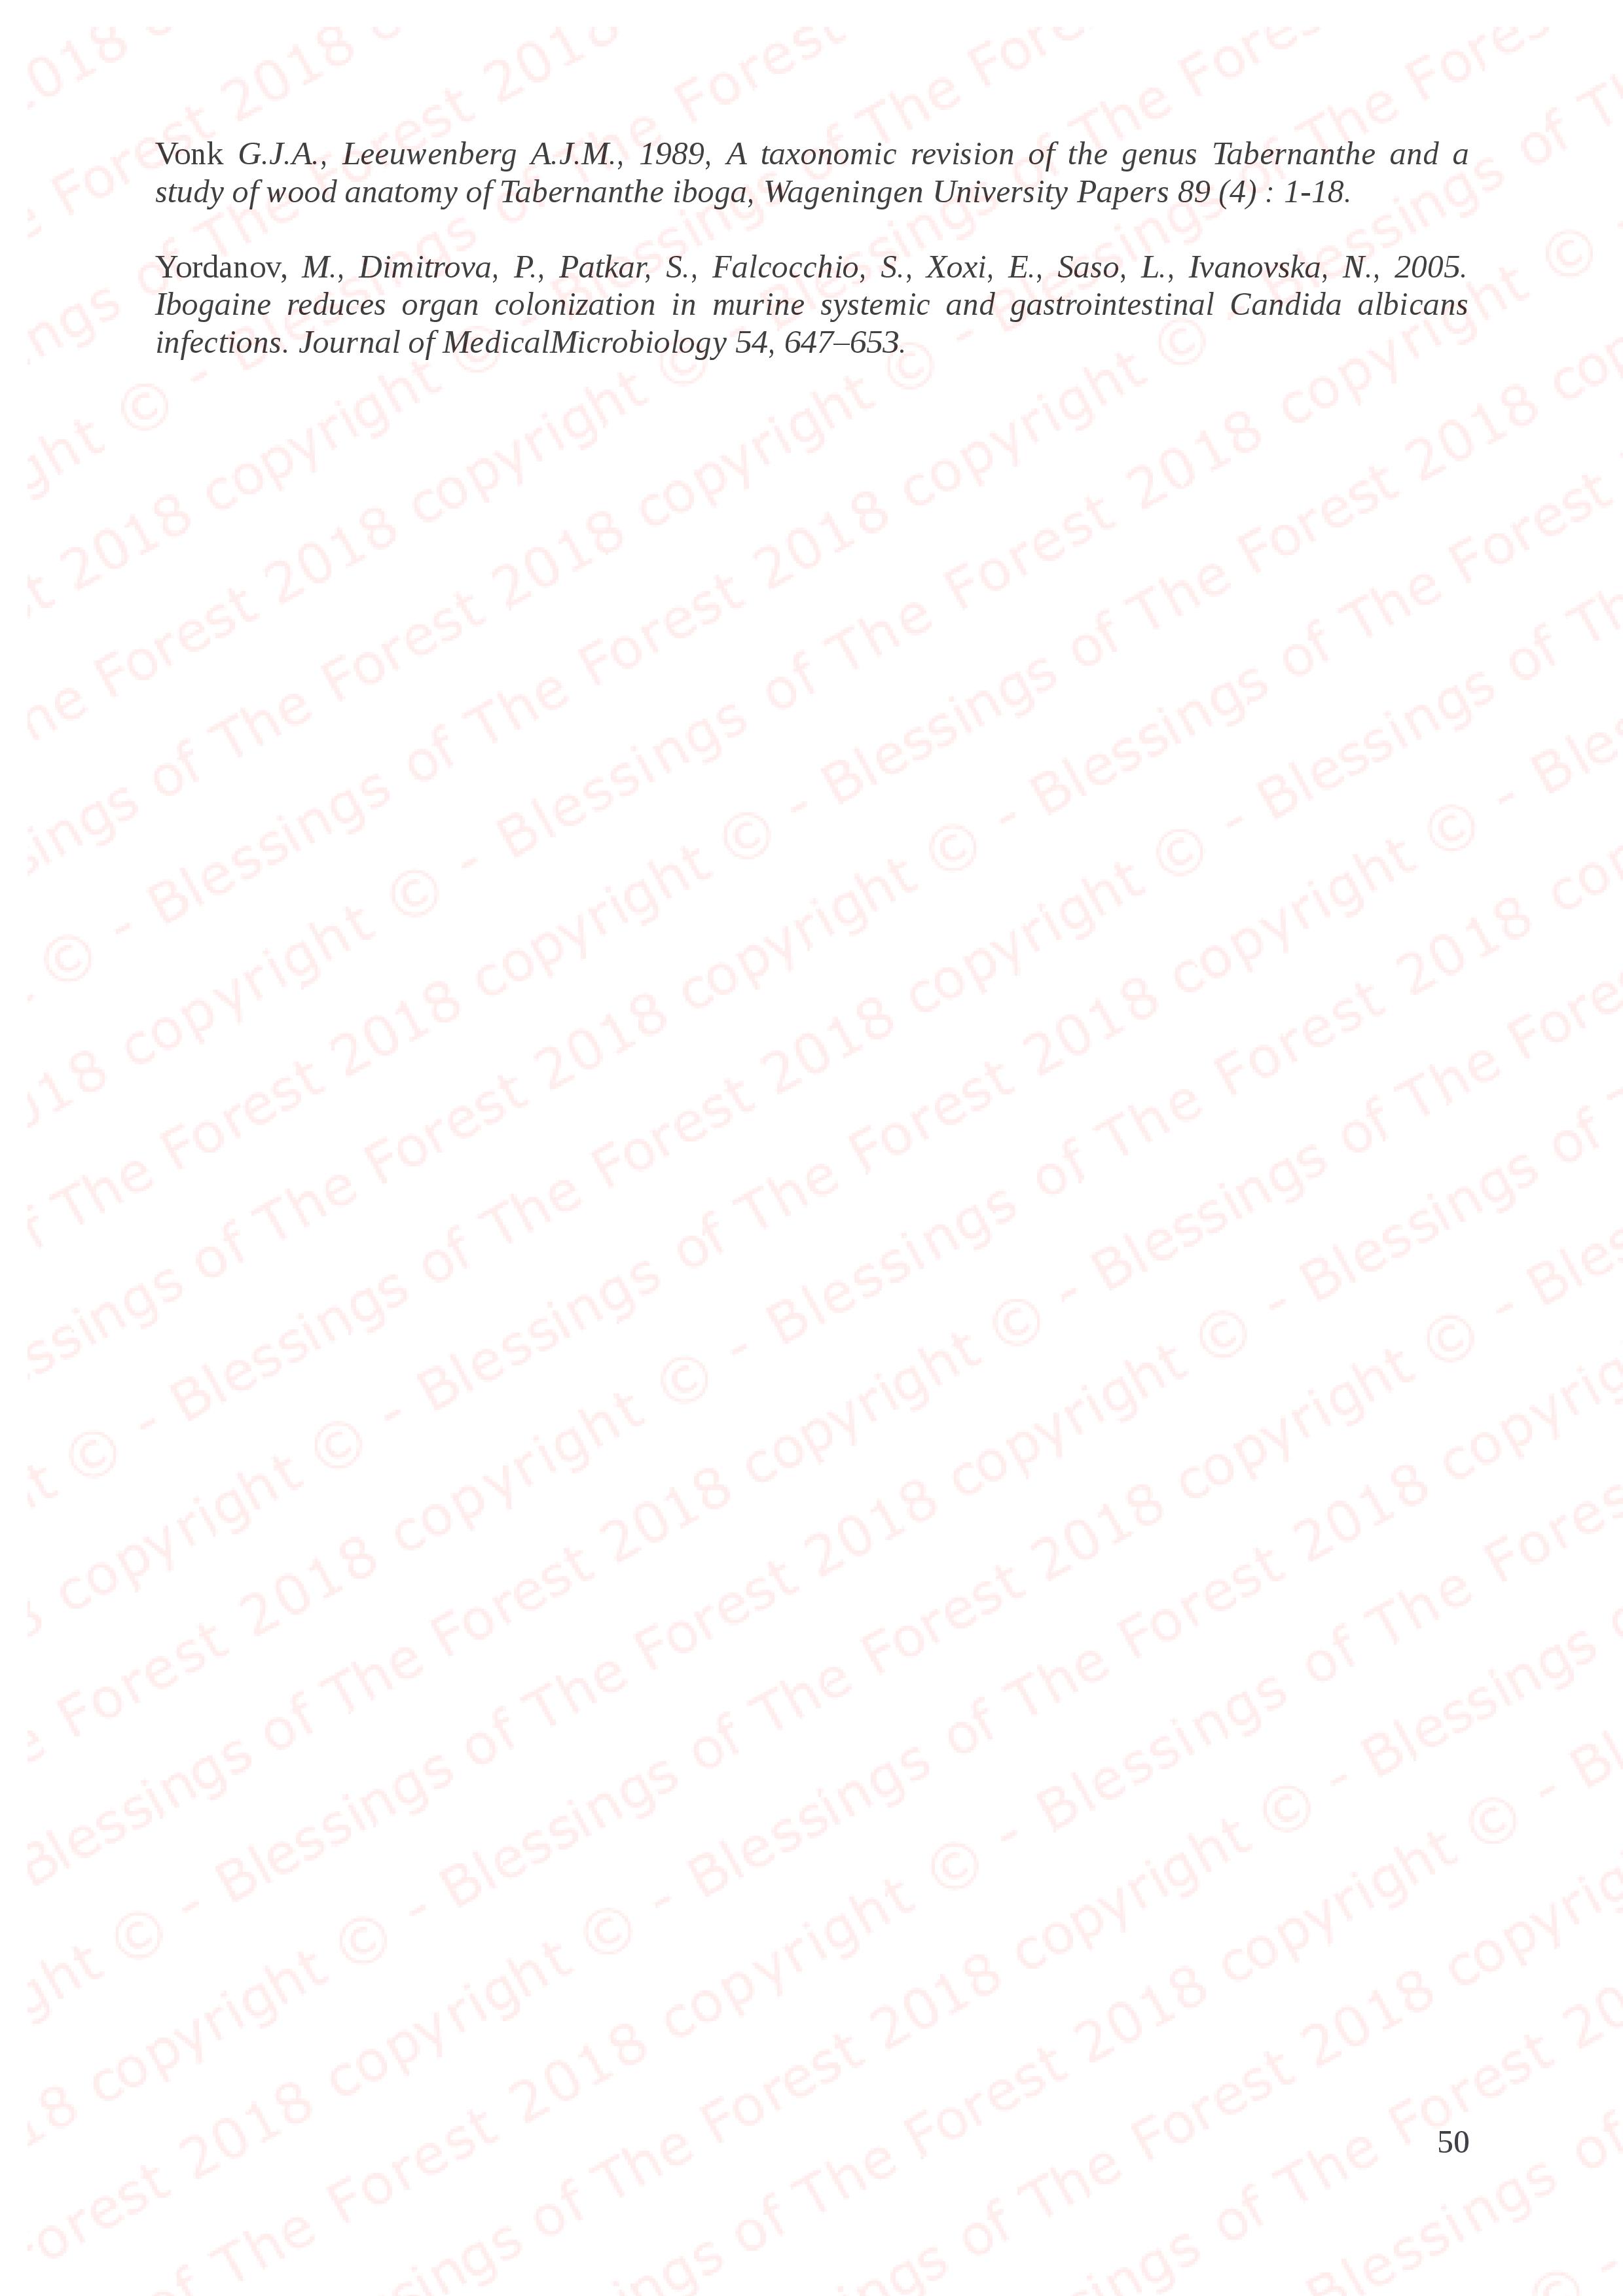 Vonk G.J.A., Leeuwenberg A.J.M., 1989, A taxonomic revision of the genus Tabernanthe and a
study of wood anatomy of Tabernanthe iboga, Wageningen University Papers 89 (4) : 1-18.
Yordanov, M., Dimitrova, P., Patkar, S., Falcocchio, S., Xoxi, E., Saso, L., Ivanovska, N., 2005.
Ibogaine reduces organ colonization in murine systemic and gastrointestinal Candida albicans
infections. Journal of MedicalMicrobiology 54, 647–653.
Blessings of The Forest 2018 copyright © - Blessings of The Forest 2018 copyright ©
50